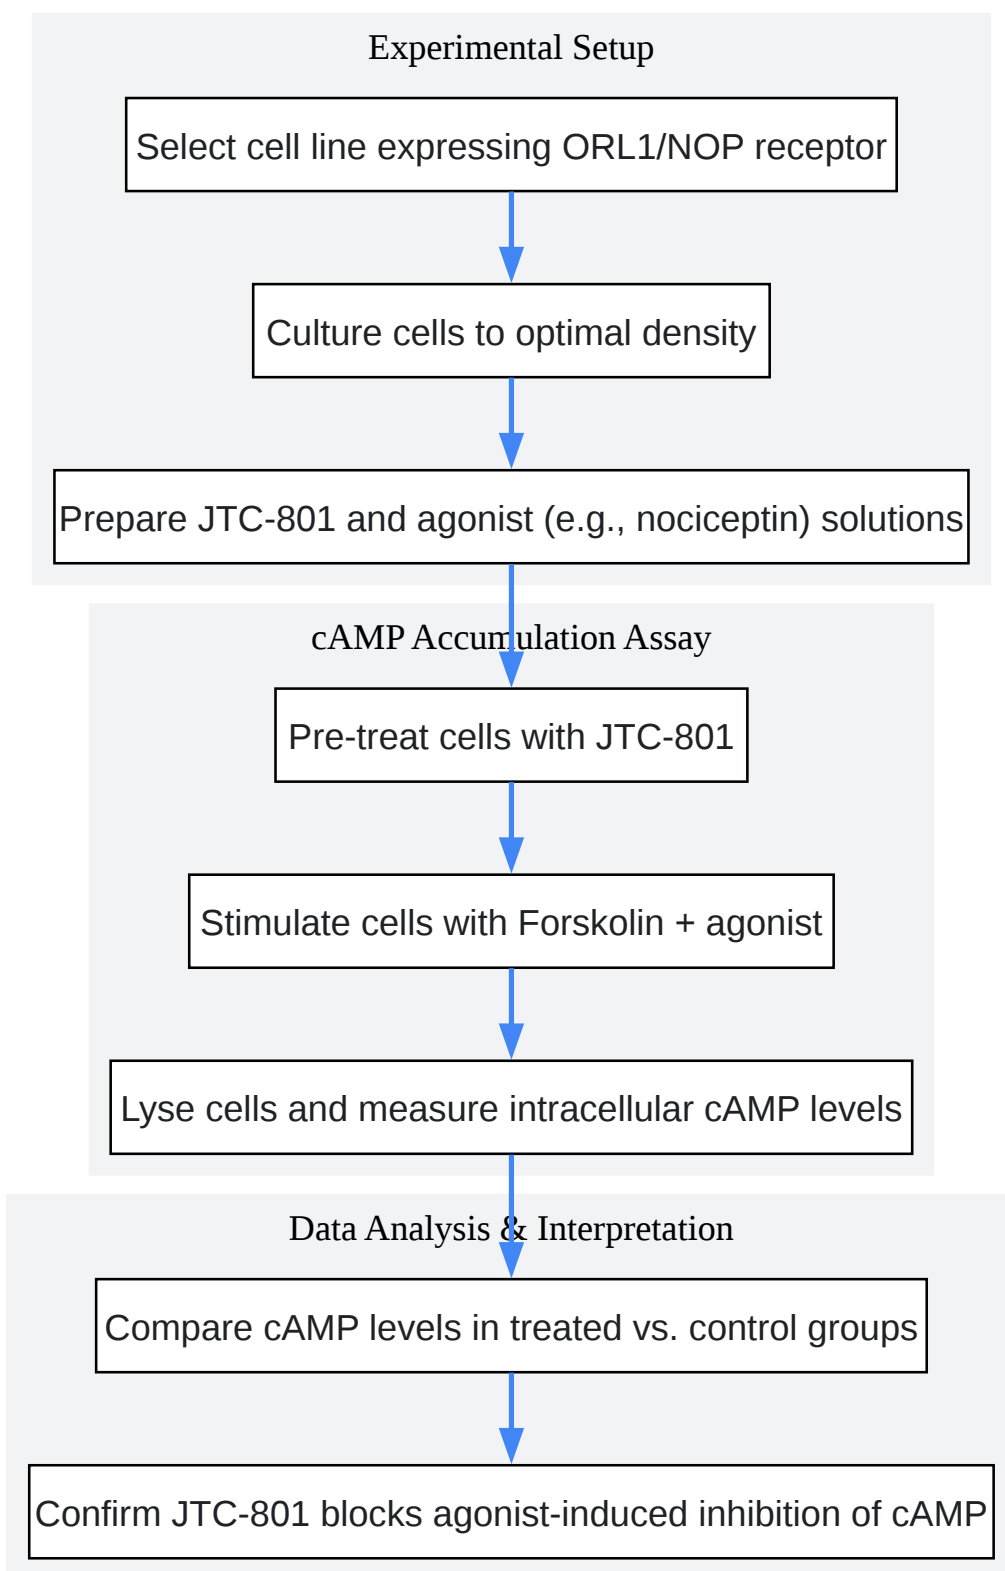 Experimental Setup
Select cell line expressing ORL1/NOP receptor
Culture cells to optimal density
Prepare JTC-801 and agonist (e.g., nociceptin) solutions
cAMP Accumulation Assay
Pre-treat cells with JTC-801
Stimulate cells with Forskolin + agonist
Lyse cells and measure intracellular cAMP levels
Data Analysis & Interpretation
Compare cAMP levels in treated vs. control groups
Confirm JTC-801 blocks agonist-induced inhibition of cAMP